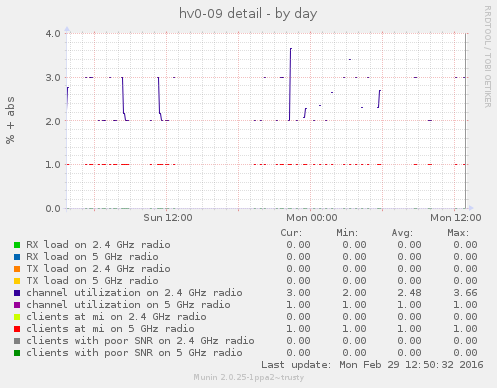 hv0-09 detail - by day
RRDTOOL / TOBI OETIKER
% + abs
4.0
3.0
2.0
1.0
0.0
Sun 12:00 Mon 00:00 Mon 12:00
Cur: Min: Avg: Max:
RX load on 2.4 GHz radio 0.00 0.00 0.00 0.00
RX load on 5 GHz radio 0.00 0.00 0.00 0.00
TX load on 2.4 GHz radio 0.00 0.00 0.00 0.00
TX load on 5 GHz radio 0.00 0.00 0.00 0.00
channel utilization on 2.4 GHz radio 3.00 2.00 2.48 3.66
channel utilization on 5 GHz radio 1.00 1.00 1.00 1.00
clients at mi on 2.4 GHz radio 0.00 0.00 0.00 0.00
clients at mi on 5 GHz radio 1.00 1.00 1.00 1.00
clients with poor SNR on 2.4 GHz radio 0.00 0.00 0.00 0.00
clients with poor SNR on 5 GHz radio 0.00 0.00 0.00 0.00
Last update: Mon Feb 29 12:50:32 2016
Munin 2.0.25-1ppa2~trusty